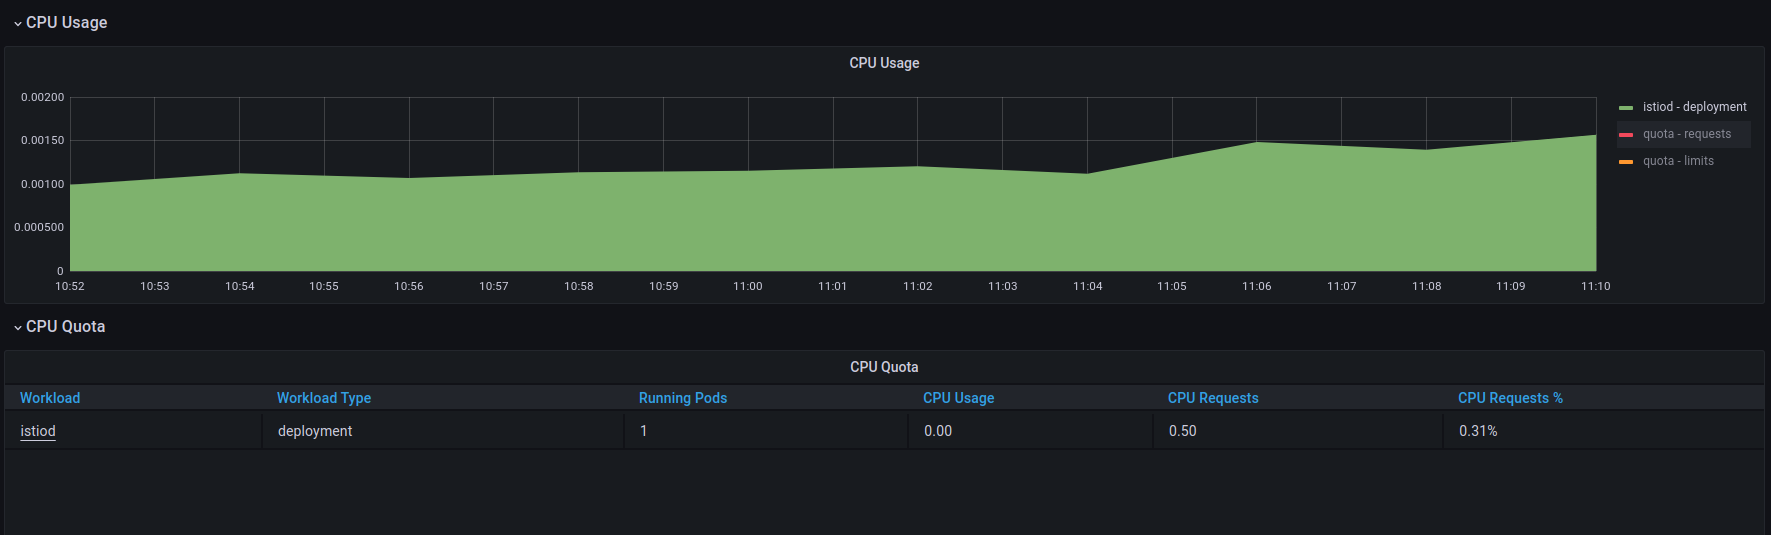 CPU Usage
CPU Usage
0.00200
0.00150
0.00100
0.000500
0
10:52 10:53 10:54 10:55 10:56 10:57 10:58 10:59 11:00 11:01 11:02 11:03 11:04 11:05 11:06 11:07 11:08 11:09 11:10
istiod - deployment
quota - requests
quota - limits
CPU Quota
CPU Quota
Workload Workload Type Running Pods CPU Usage CPU Requests CPU Requests %
istiod deployment 1 0.00 0.50 0.31%